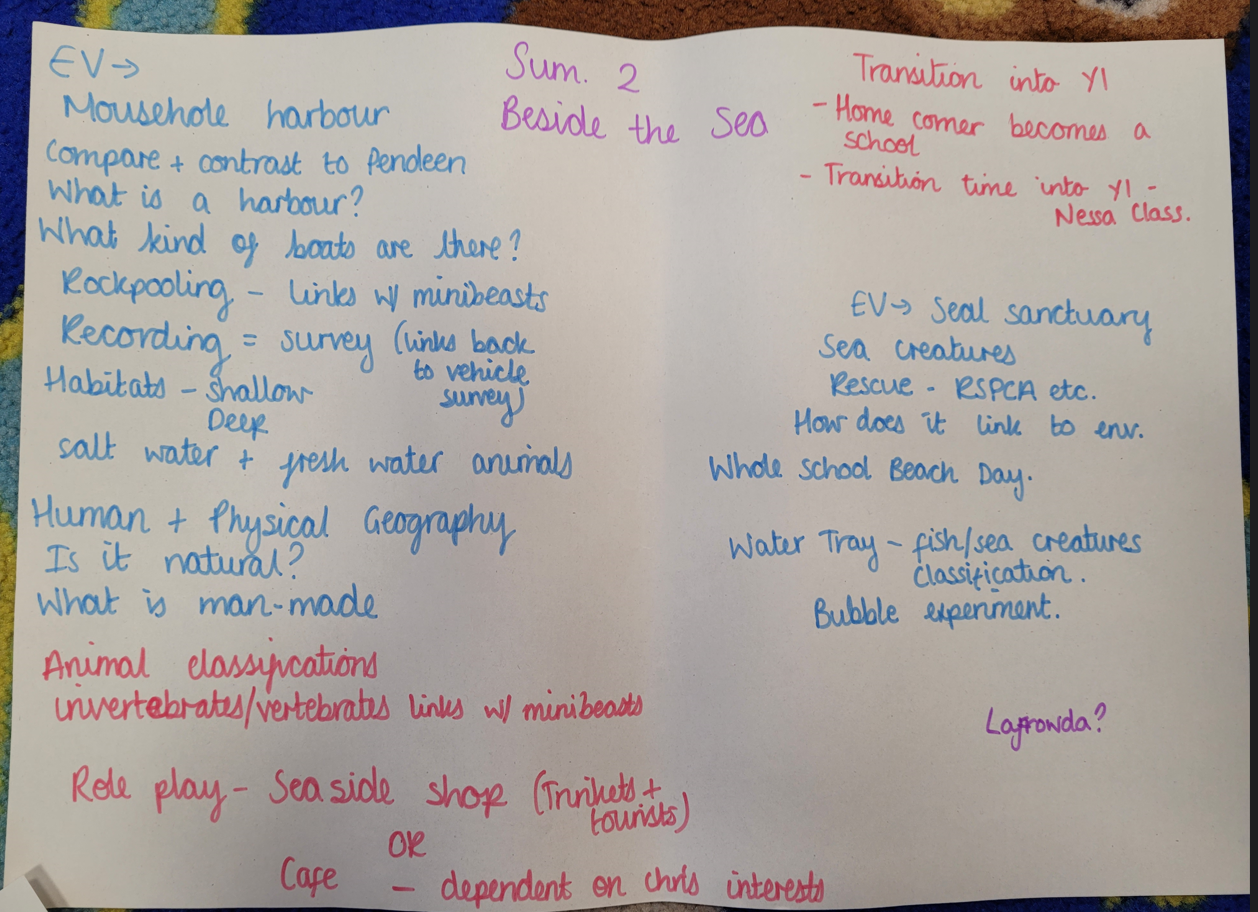 Sum. 2
Beside the Sea
EV→
Mousehole harbour
Compare + contrast to Pendeen
What is a harbour?
What kind of boats are there?
Rockpooling - links w/ minibeasts
Recording = survey (links back
to vehicle
survey)
Habitats - shallow
Deep
salt water + fresh water animals
Human + Physical Geography
Is it natural?
What is man-made
Animal classifications
invertebrates/vertebrates links w/ minibeasts
Role play - Seaside shop (Trinkets +
tourists)
OR
Cafe - dependent on chns interests
Transition into Y1
- Home corner becomes a
school
- Transition time into Y1 -
Nessa Class.
EV→ Seal sanctuary
Sea creatures
Rescue - RSPCA etc.
How does it link to env.
Whole School Beach Day.
Water Tray - fish/sea creatures
classification.
Bubble experiment.
Lafrowda?